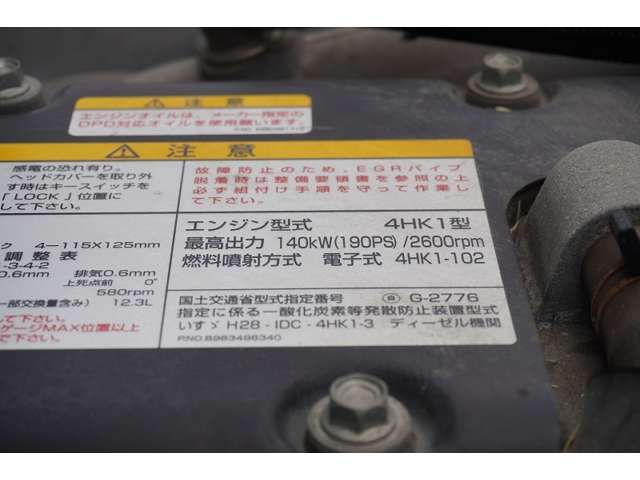 注意
エンジンオイルは、メーカー指定の
DPD対応オイルを使用願います。
注意
感電の恐れ有り。
ヘッドカバーを取り外
す時はキースイッチを
「LOCK」位置に
して下さい。
故障防止のため、EGRパイプ
脱着時は整備要領書を参照の上
必ず組付け手順を守って作業し
て下さい。
ク 4-115X125mm
調整表
-3-4-2
0.6mm 排気0.6mm
上死点前 0°
580rpm
一部交換量含み) 12.3L
ゲージMAX位置以上
で下さい。
エンジン型式 4HK1型
最高出力 140kW(190PS)/2600rpm
燃料噴射方式 電子式 4HK1-102
国土交通省型式指定番号 G-2776
指定に係る一酸化炭素等発散防止装置型式
いすゞ H28-IDC-4HK1-3 ディーゼル機関
P.NO.8983496340